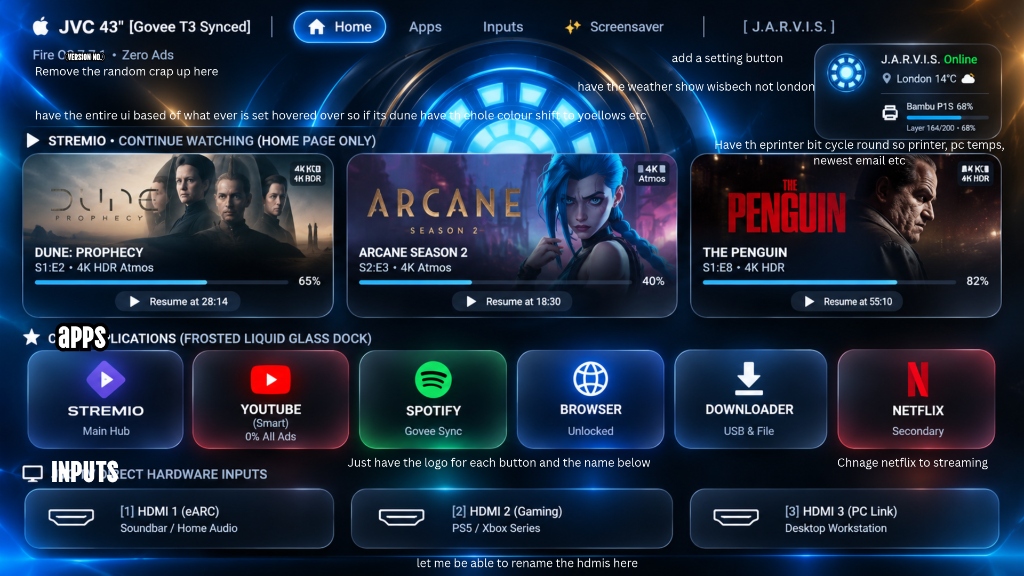 JVC 43" [Govee T3 Synced]
Home
Apps
Inputs
Screensaver
[ J.A.R.V.I.S. ]
Fire
VERSION NO.
• Zero Ads
Remove the random crap up here
add a setting button
have the weather show wisbech not london
J.A.R.V.I.S. Online
London 14°C
Bambu P1S 68%
Layer 164/200 • 68%
have the entire ui based of what ever is set hovered over so if its dune have th ehole colour shift to yoellows etc
Have th eprinter bit cycle round so printer, pc temps,
newest email etc
STREMIO • CONTINUE WATCHING (HOME PAGE ONLY)
DUNE
PROPHECY
4K HDR
DUNE: PROPHECY
S1:E2 • 4K HDR Atmos
65%
Resume at 28:14
ARCANE
SEASON 2
4K
Atmos
ARCANE SEASON 2
S2:E3 • 4K Atmos
40%
Resume at 18:30
THE
PENGUIN
4K HDR
THE PENGUIN
S1:E8 • 4K HDR
82%
Resume at 55:10
APPS
PLICATIONS (FROSTED LIQUID GLASS DOCK)
STREMIO
Main Hub
YOUTUBE
(Smart)
0% All Ads
SPOTIFY
Govee Sync
BROWSER
Unlocked
DOWNLOADER
USB & File
N
NETFLIX
Secondary
Just have the logo for each button and the name below
Chnage netflix to streaming
INPUTS
DIRECT HARDWARE INPUTS
[1] HDMI 1 (eARC)
Soundbar / Home Audio
[2] HDMI 2 (Gaming)
PS5 / Xbox Series
[3] HDMI 3 (PC Link)
Desktop Workstation
let me be able to rename the hdmis here